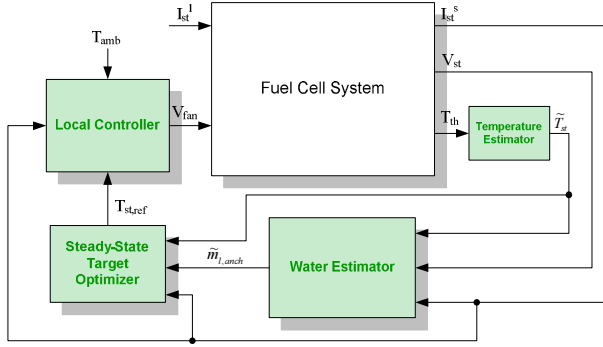 I_st^l
I_st^s
T_amb
V_st
Fuel Cell System
Local Controller
V_fan
T_th
Temperature
Estimator
T̃_st
T_st,ref
Steady-State
Target
Optimizer
m̃_l,anch
Water Estimator